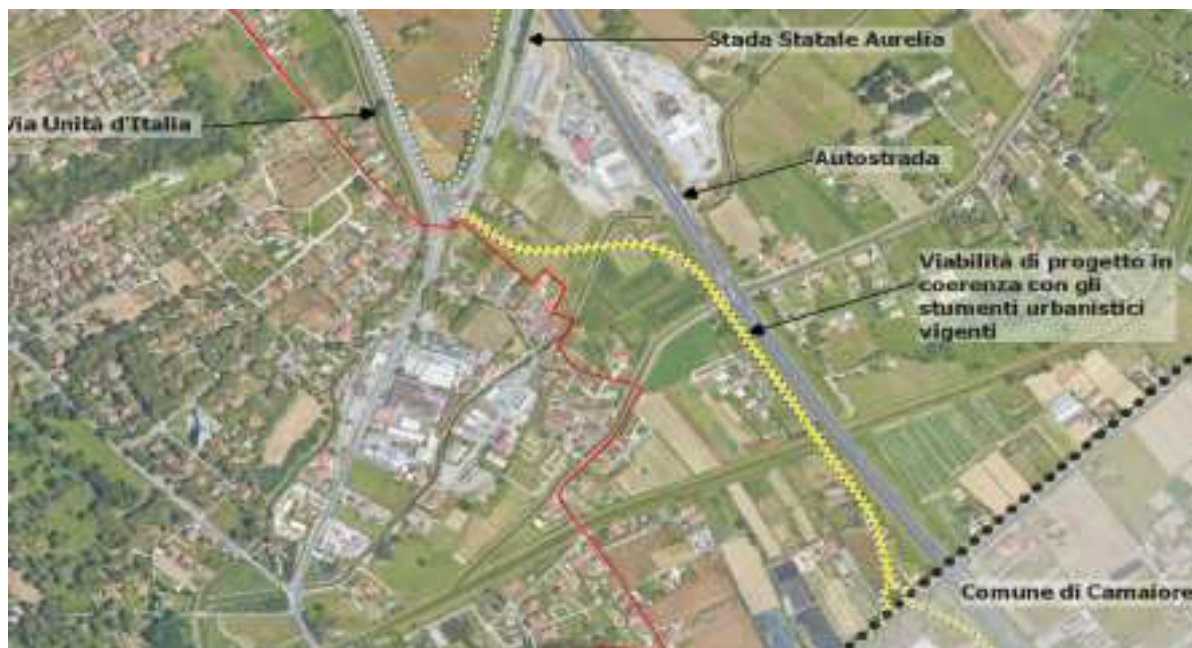 Stada Statale Aurelia
Via Unità d'Italia
Autostrada
Viabilità di progetto in
coerenza con gli
stumenti urbanistici
vigenti
Comune di Camaiore